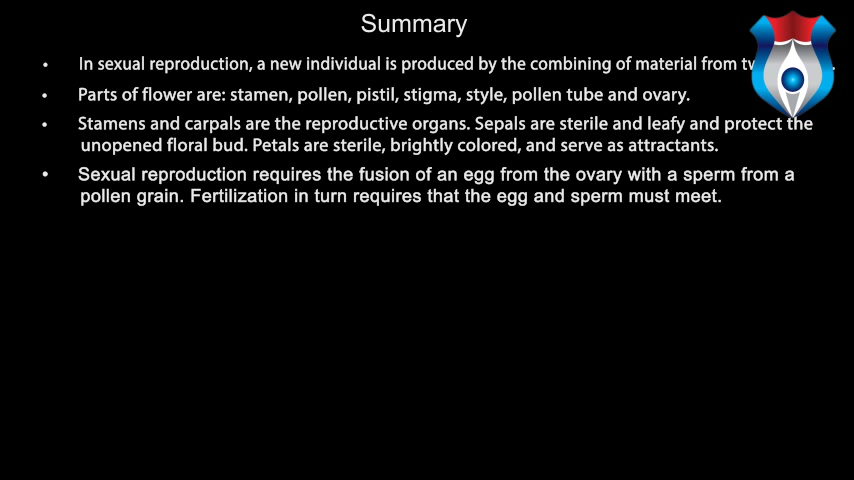 Summary
• In sexual reproduction, a new individual is produced by the combining of material from
• Parts of flower are: stamen, pollen, pistil, stigma, style, pollen tube and ovary.
• Stamens and carpals are the reproductive organs. Sepals are sterile and leafy and protect the
unopened floral bud. Petals are sterile, brightly colored, and serve as attractants.
• Sexual reproduction requires the fusion of an egg from the ovary with a sperm from a
pollen grain. Fertilization in turn requires that the egg and sperm must meet.